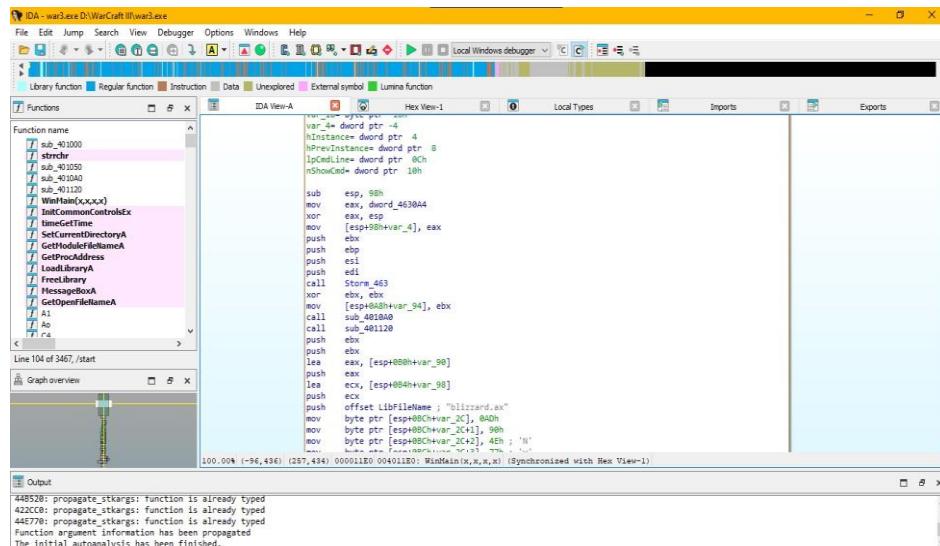 IDA - war3.exe D:\WarCraft III\war3.exe
File Edit Jump Search View Debugger Options Windows Help
Local Windows debugger
Library function Regular function Instruction Data Unexplored External symbol Lumina function
Functions
IDA View-A Hex View-1 Local Types Imports Exports
Function name
sub_401000
strrchr
sub_401050
sub_4010A0
sub_401120
WinMain(x,x,x,x)
InitCommonControlsEx
timeGetTime
SetCurrentDirectoryA
GetModuleFileNameA
GetProcAddress
LoadLibraryA
FreeLibrary
MessageBoxA
GetOpenFileNameA
A1
Ao
C4
Line 104 of 3467, /start
Graph overview
var_4= dword ptr -4
hInstance= dword ptr 4
hPrevInstance= dword ptr 8
lpCmdLine= dword ptr 0Ch
nShowCmd= dword ptr 10h
sub esp, 98h
mov eax, dword_4630A4
xor eax, esp
mov [esp+98h+var_4], eax
push ebx
push ebp
push esi
push edi
call Storm_463
xor ebx, ebx
mov [esp+0A8h+var_94], ebx
call sub_4010A0
call sub_401120
push ebx
push ebx
lea eax, [esp+0B0h+var_90]
push eax
lea ecx, [esp+0B4h+var_98]
push ecx
push offset LibFileName ; "blizzard.ax"
mov byte ptr [esp+0BCh+var_2C], 0ADh
mov byte ptr [esp+0BCh+var_2C+1], 90h
mov byte ptr [esp+0BCh+var_2C+2], 4Eh ; 'N'
100.00% (-96,436) (257,434) 000011E0 004011E0: WinMain(x,x,x,x) (Synchronized with Hex View-1)
Output
448520: propagate_stkargs: function is already typed
422CC0: propagate_stkargs: function is already typed
44E770: propagate_stkargs: function is already typed
Function argument information has been propagated
The initial autoanalysis has been finished.